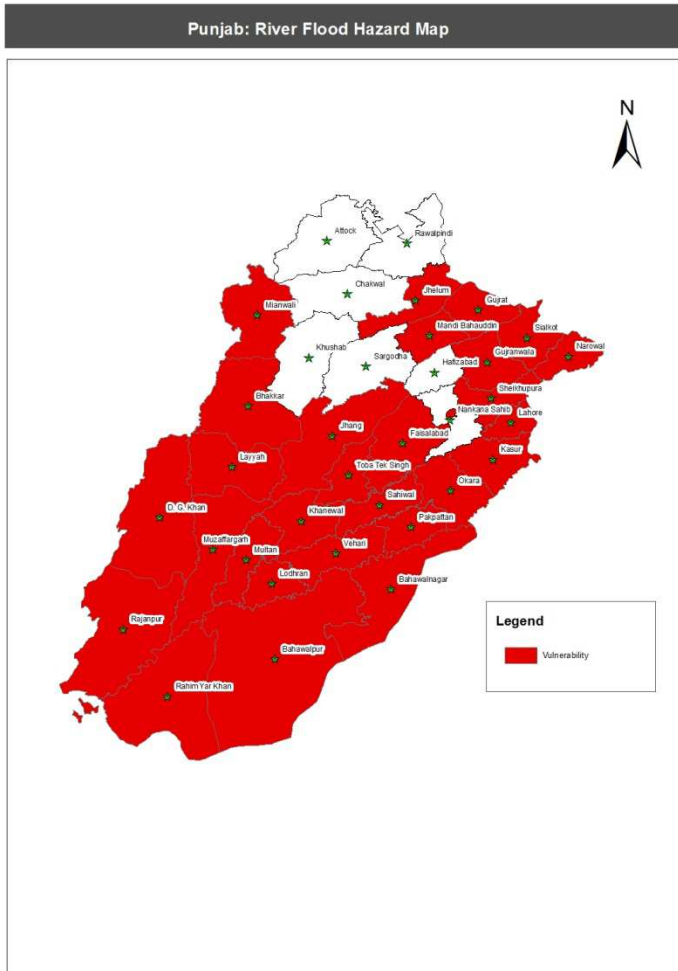 Punjab: River Flood Hazard Map
N
Attock
Rawalpindi
Chakwal
Mianwali
Jhelum
Gujrat
Mandi Bahauddin
Sialkot
Khushab
Sargodha
Hafizabad
Gujranwala
Narowal
Bhakkar
Sheikhupura
Nankana Sahib
Lahore
Jhang
Faisalabad
Kasur
Layyah
Toba Tek Singh
Okara
Sahiwal
D. G. Khan
Khanewal
Pakpattan
Muzaffargarh
Multan
Vehari
Lodhran
Bahawalnagar
Rajanpur
Legend
Vulnerability
Bahawalpur
Rahim Yar Khan